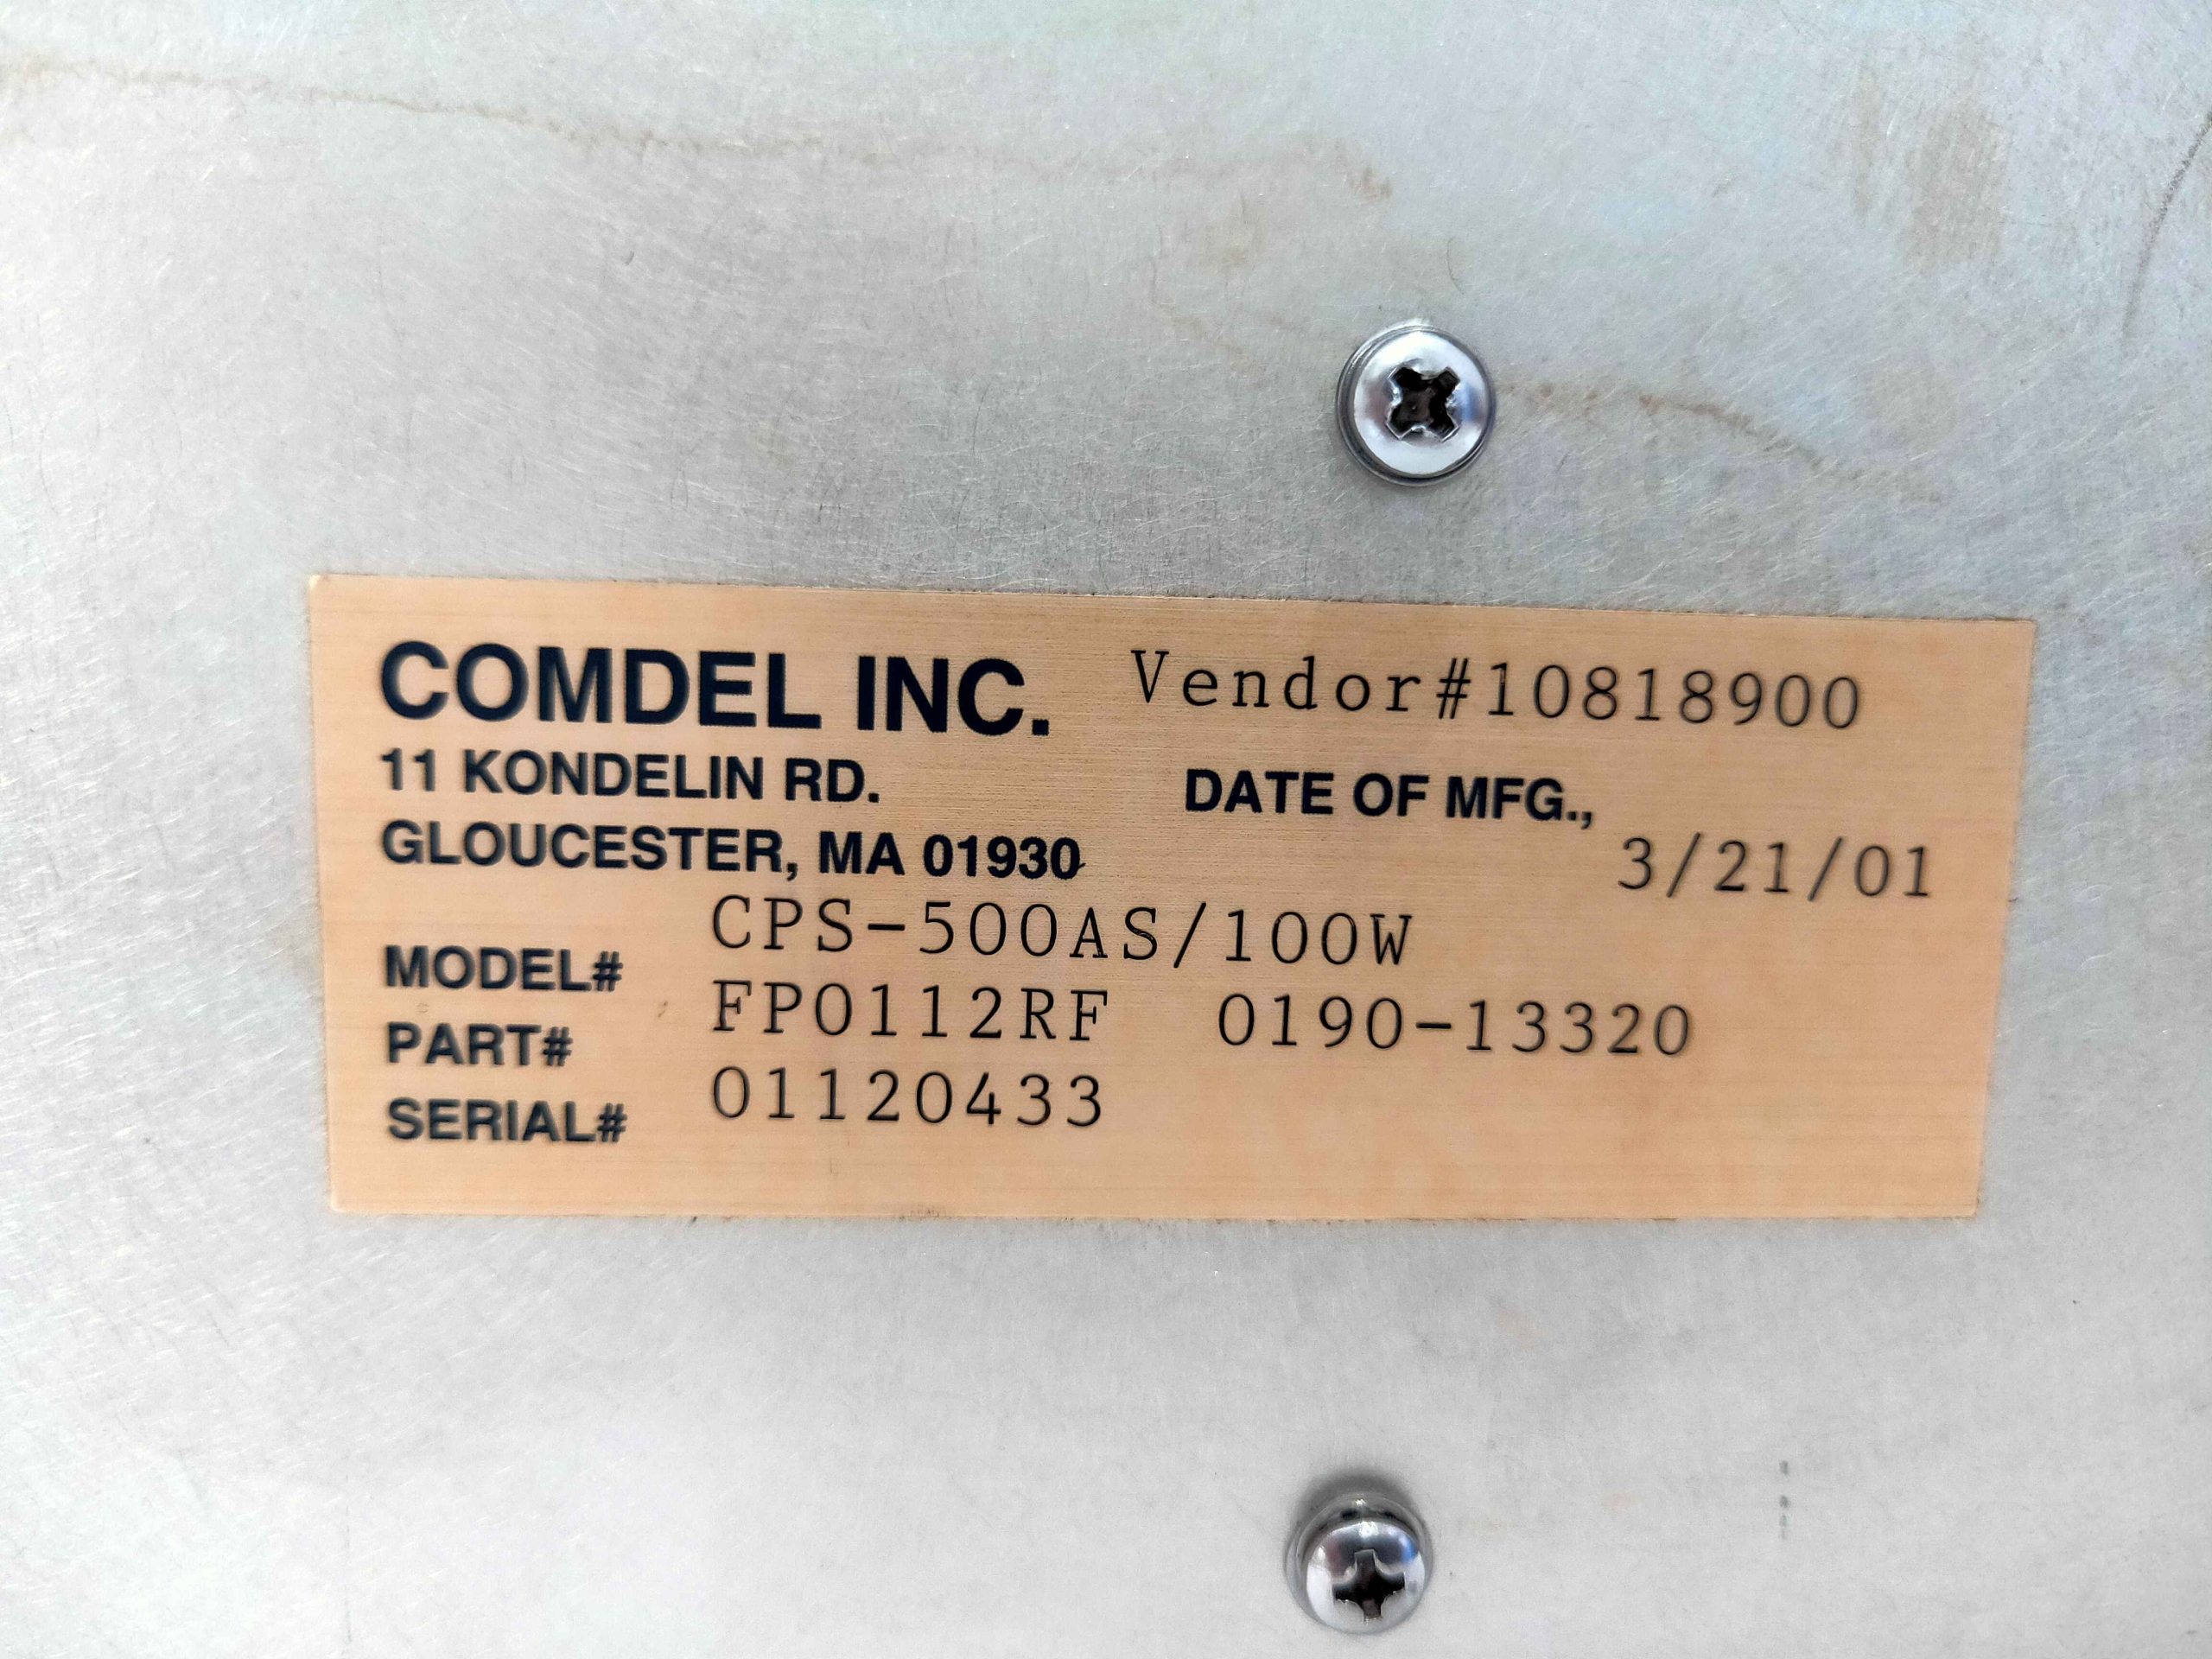 COMDEL INC. Vendor#10818900
11 KONDELIN RD. DATE OF MFG.,
GLOUCESTER, MA 01930 3/21/01
MODEL# CPS-500AS/100W
PART# FP0112RF 0190-13320
SERIAL# 01120433